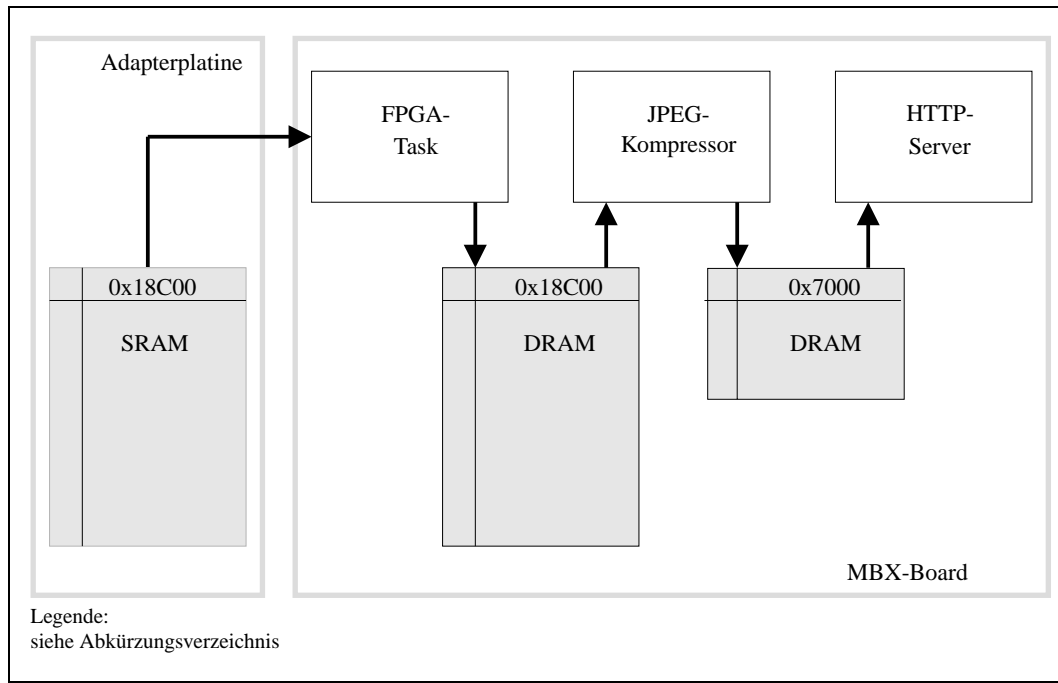 Adapterplatine
FPGA-
Task
JPEG-
Kompressor
HTTP-
Server
0x18C00
SRAM
0x18C00
DRAM
0x7000
DRAM
MBX-Board
Legende:
siehe Abkürzungsverzeichnis